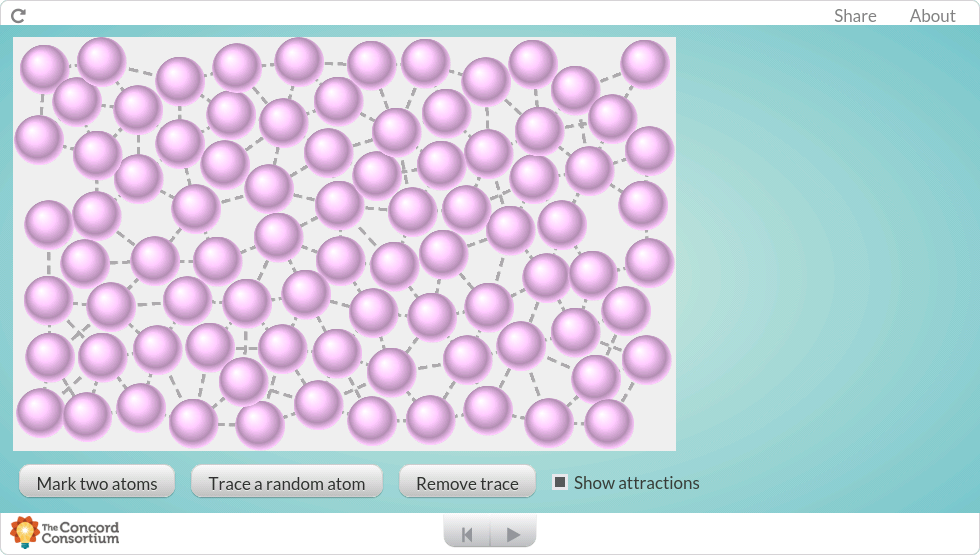 Share About
Mark two atoms Trace a random atom Remove trace Show attractions
The Concord
Consortium